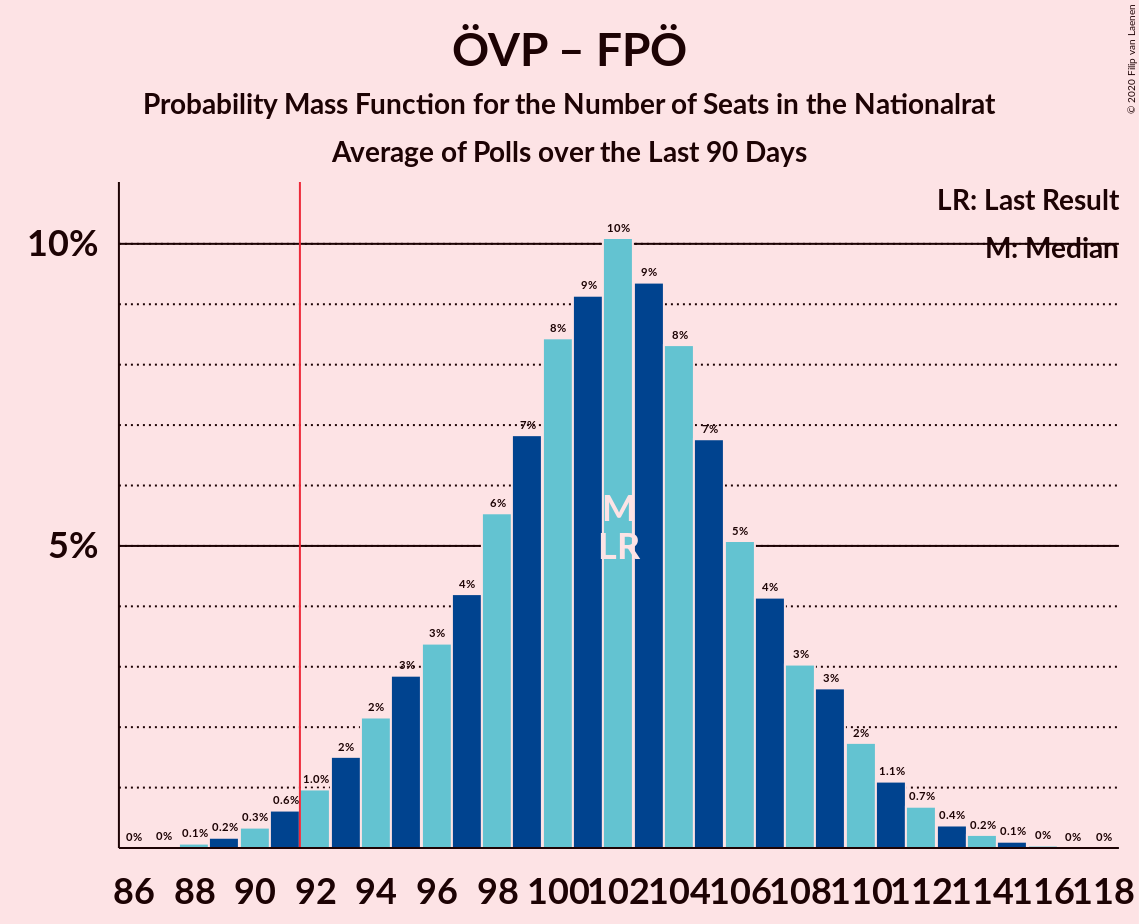 ÖVP – FPÖ
Probability Mass Function for the Number of Seats in the Nationalrat
Average of Polls over the Last 90 Days
© 2020 Filip van Laenen
LR: Last Result
M: Median
10%
5%
0% 0% 0.1% 0.2% 0.3% 0.6% 1.0% 2% 2% 3% 3% 4% 6% 7% 8% 9% 10% 9% 8% 7% 5% 4% 3% 3% 2% 1.1% 0.7% 0.4% 0.2% 0.1% 0% 0% 0%
M
LR
86 88 90 92 94 96 98 100 102 104 106 108 110 112 114 116 118